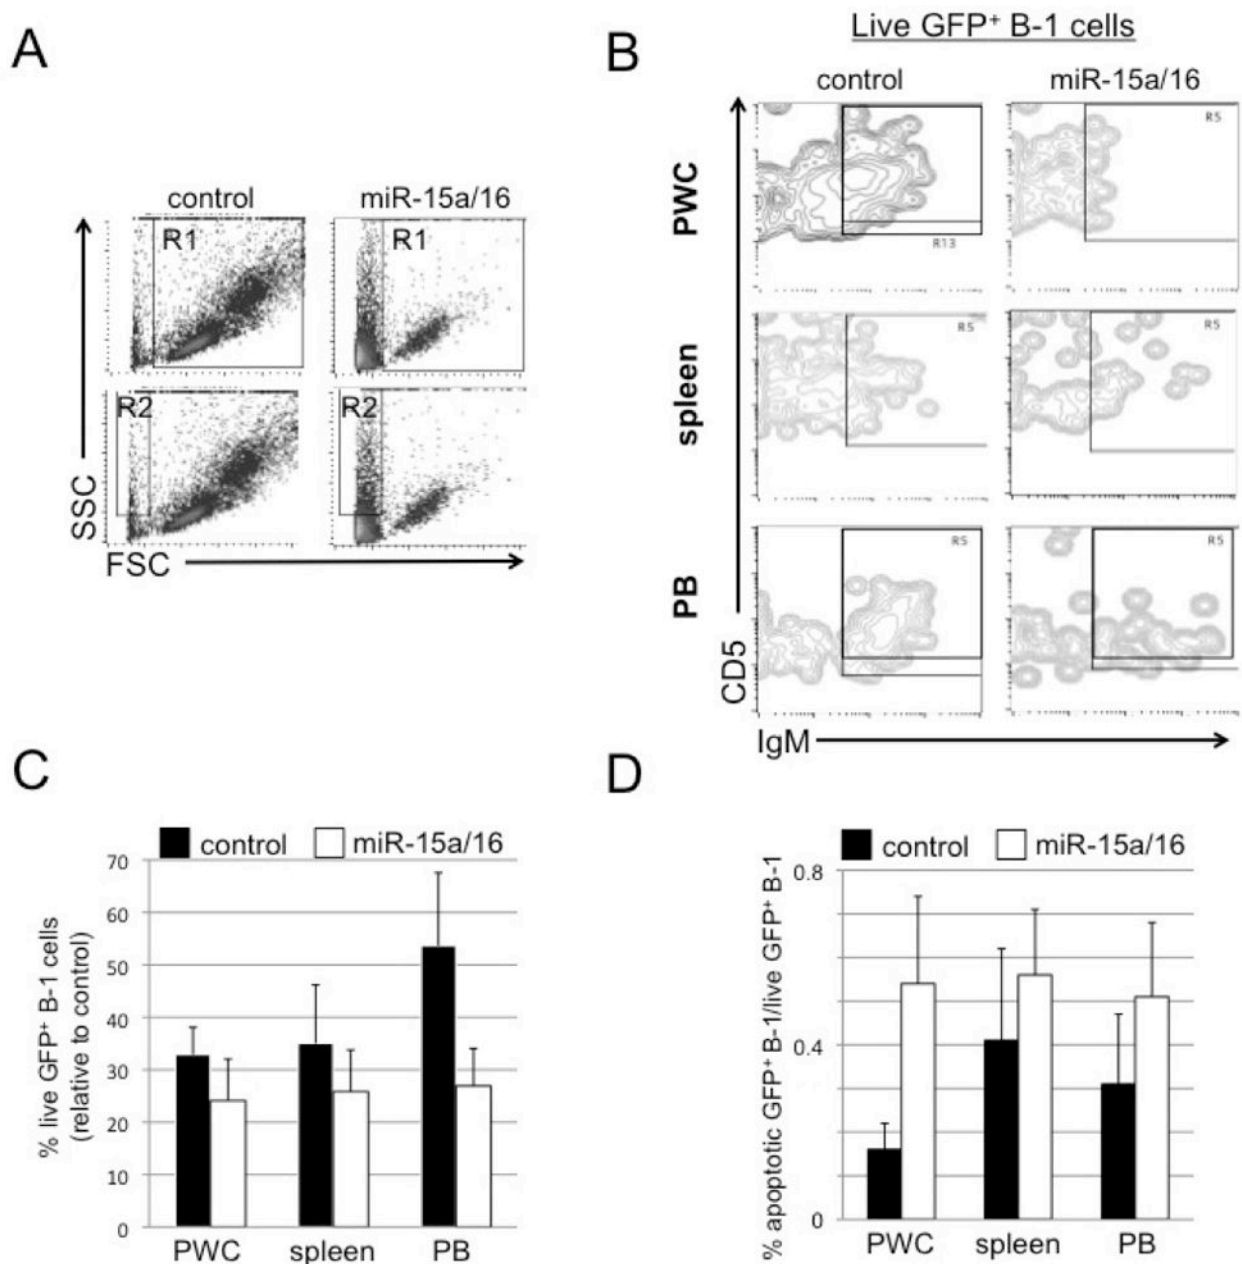 A
control
miR-15a/16
R1
R1
R2
R2
SSC
FSC
B
Live GFP⁺ B-1 cells
control
miR-15a/16
PWC
R13
R5
spleen
R5
R5
PB
R5
R5
CD5
IgM
C
control
miR-15a/16
% live GFP⁺ B-1 cells
(relative to control)
70
60
50
40
30
20
10
0
PWC
spleen
PB
D
control
miR-15a/16
% apoptotic GFP⁺ B-1/live GFP⁺ B-1
0.8
0.4
0
PWC
spleen
PB